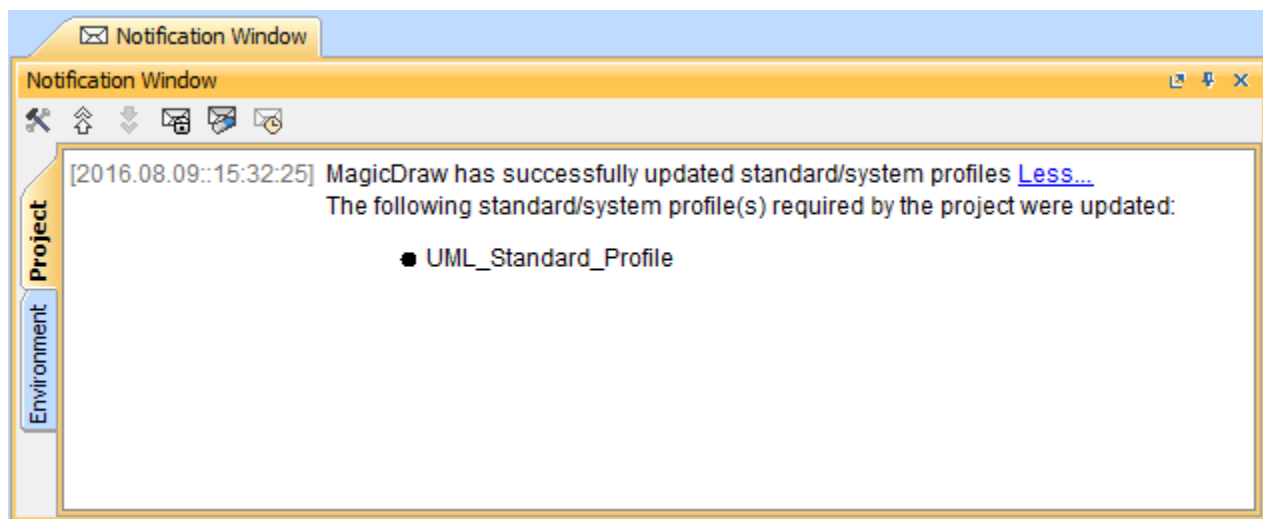 Notification Window
Notification Window
Project
Environment
[2016.08.09::15:32:25] MagicDraw has successfully updated standard/system profiles Less...
The following standard/system profile(s) required by the project were updated:
● UML_Standard_Profile